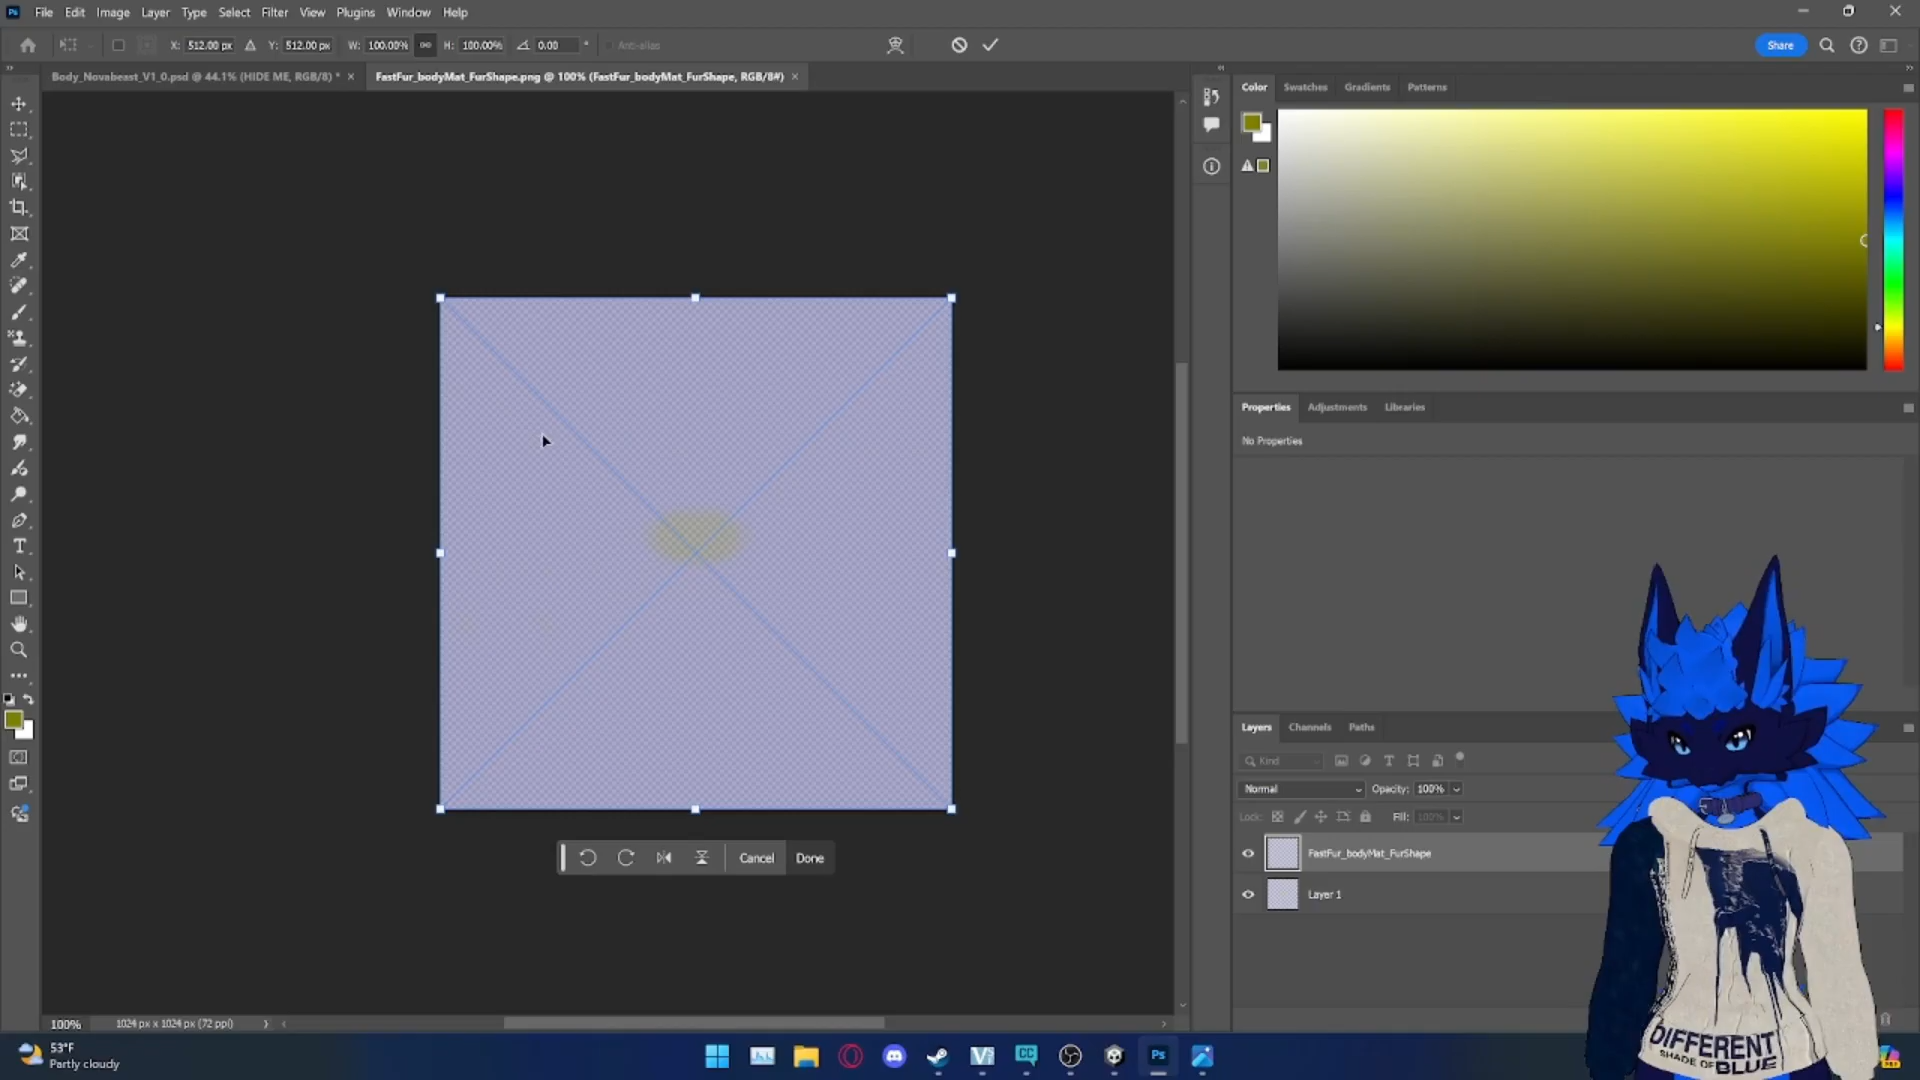 Ps File Edit Image Layer Type Select Filter View Plugins Window Help
X: 512.00 px Y: 512.00 px W: 100.00% H: 100.00% 0.00 ° Anti-alias Share
Body_Novabeast_V1_0.psd @ 44.1% (HIDE ME, RGB/8) * × FastFur_bodyMat_FurShape.png @ 100% (FastFur_bodyMat_FurShape, RGB/8#) ×
Color Swatches Gradients Patterns
Properties Adjustments Libraries
No Properties
Cancel Done
Layers Channels Paths
Kind
Normal Opacity: 100%
Lock: Fill: 100%
FastFur_bodyMat_FurShape
Layer 1
DIFFERENT
SHADE OF BLUE
100% 1024 px x 1024 px (72 ppi)
53°F
Partly cloudy
CC Ps